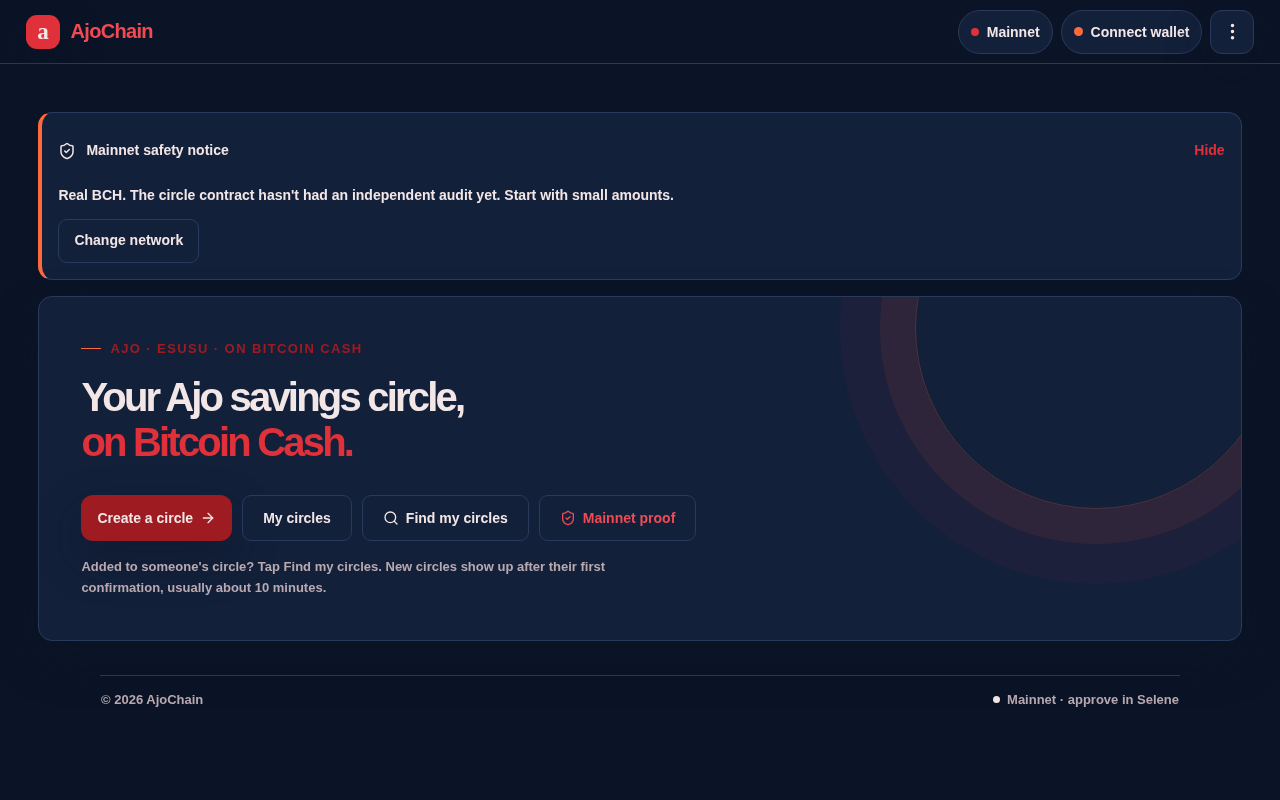 a AjoChain
Mainnet
Connect wallet
Mainnet safety notice
Hide
Real BCH. The circle contract hasn't had an independent audit yet. Start with small amounts.
Change network
AJO · ESUSU · ON BITCOIN CASH
Your Ajo savings circle,
on Bitcoin Cash.
Create a circle
My circles
Find my circles
Mainnet proof
Added to someone's circle? Tap Find my circles. New circles show up after their first
confirmation, usually about 10 minutes.
© 2026 AjoChain
Mainnet · approve in Selene